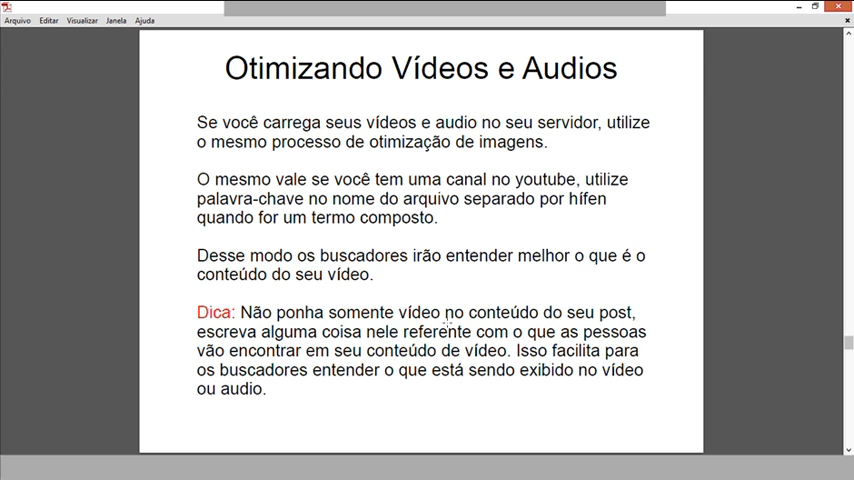 Arquivo Editar Visualizar Janela Ajuda
Otimizando Vídeos e Audios
Se você carrega seus vídeos e audio no seu servidor, utilize
o mesmo processo de otimização de imagens.
O mesmo vale se você tem uma canal no youtube, utilize
palavra-chave no nome do arquivo separado por hífen
quando for um termo composto.
Desse modo os buscadores irão entender melhor o que é o
conteúdo do seu vídeo.
Dica: Não ponha somente vídeo no conteúdo do seu post,
escreva alguma coisa nele referente com o que as pessoas
vão encontrar em seu conteúdo de vídeo. Isso facilita para
os buscadores entender o que está sendo exibido no vídeo
ou audio.